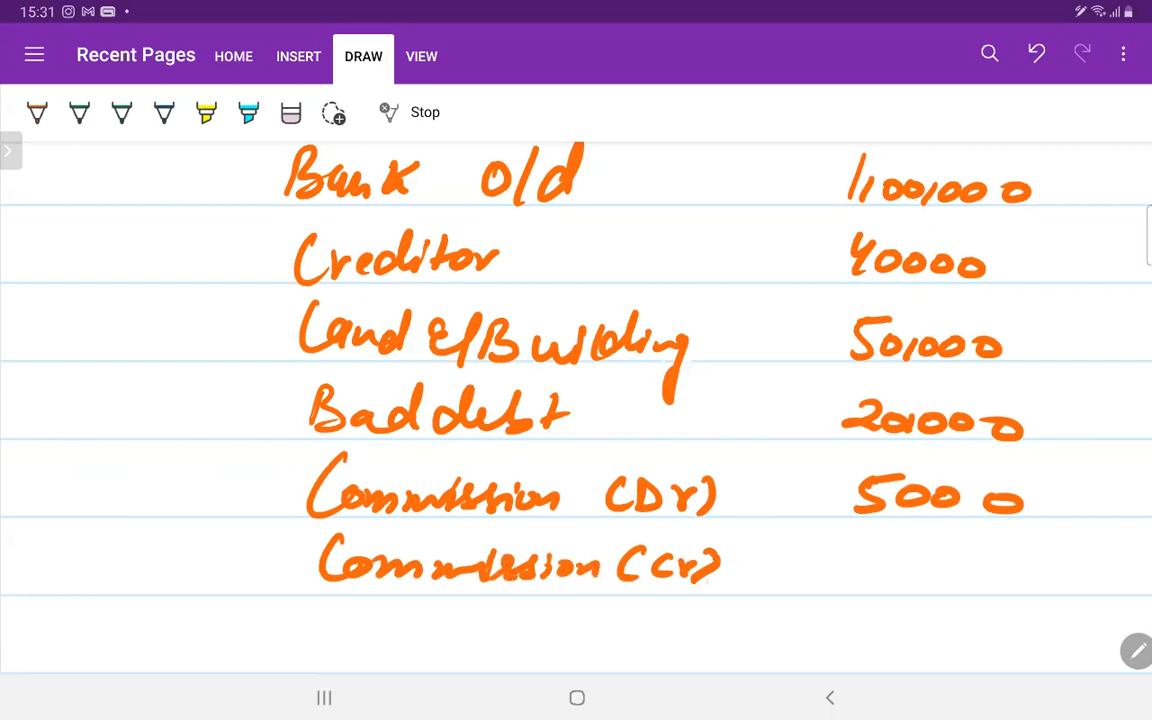 15:31
Recent Pages HOME INSERT DRAW VIEW
Stop
Bank O/d 1,00,000
Creditor 40000
Land & Building 50,000
Bad debt 20,000
Commission (Dr) 5000
Commission (Cr)